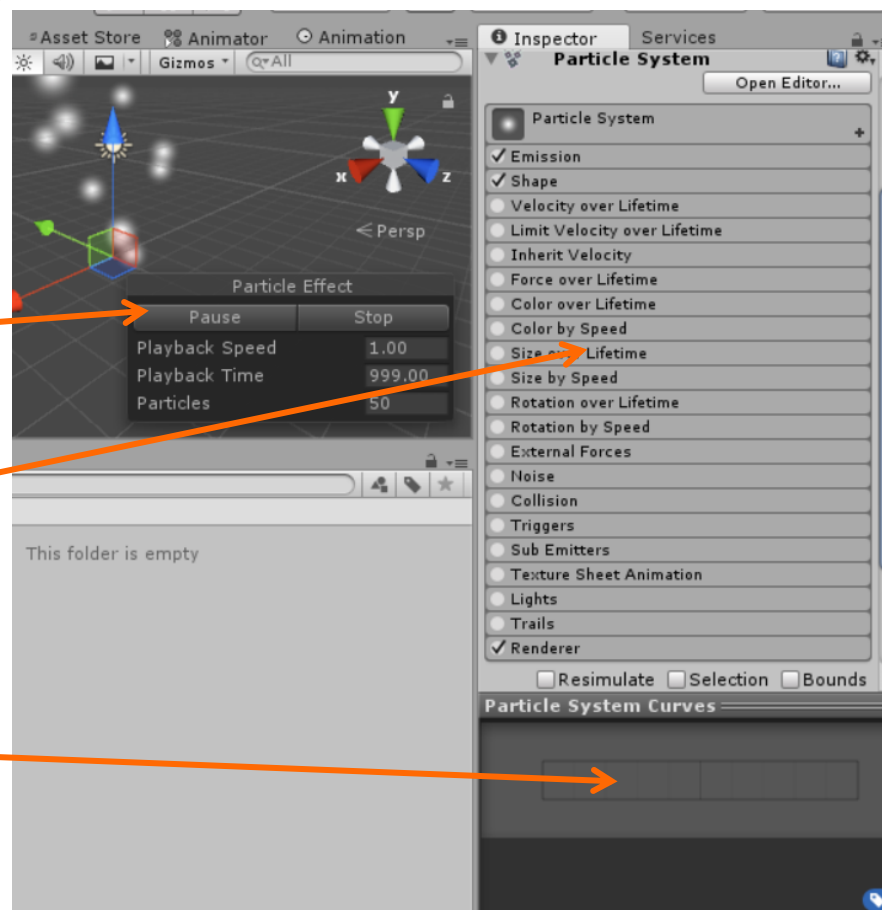 Asset Store Animator Animation
Gizmos All
y
x
z
Persp
Particle Effect
Pause Stop
Playback Speed 1.00
Playback Time 999.00
Particles 50
This folder is empty
Inspector Services
Particle System
Open Editor...
Particle System
Emission
Shape
Velocity over Lifetime
Limit Velocity over Lifetime
Inherit Velocity
Force over Lifetime
Color over Lifetime
Color by Speed
Size over Lifetime
Size by Speed
Rotation over Lifetime
Rotation by Speed
External Forces
Noise
Collision
Triggers
Sub Emitters
Texture Sheet Animation
Lights
Trails
Renderer
Resimulate Selection Bounds
Particle System Curves